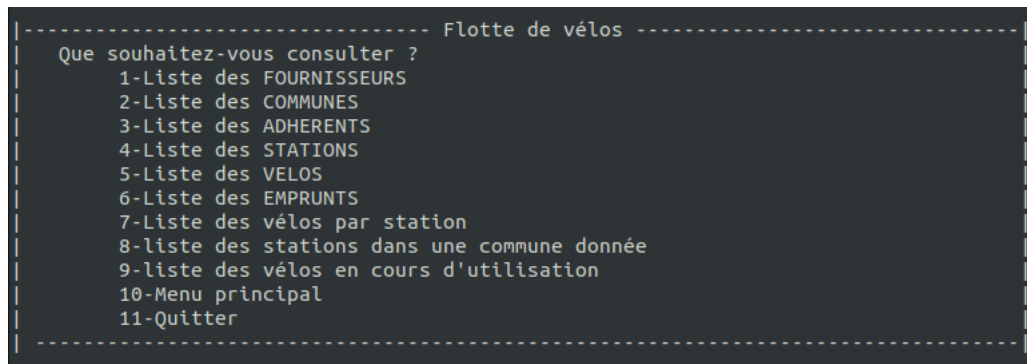 |---------------------------------- Flotte de vélos --------------------------------|
|   Que souhaitez-vous consulter ?
|        1-Liste des FOURNISSEURS
|        2-Liste des COMMUNES
|        3-Liste des ADHERENTS
|        4-Liste des STATIONS
|        5-Liste des VELOS
|        6-Liste des EMPRUNTS
|        7-Liste des vélos par station
|        8-liste des stations dans une commune donnée
|        9-liste des vélos en cours d'utilisation
|        10-Menu principal
|        11-Quitter
| ----------------------------------------------------------------------------------|